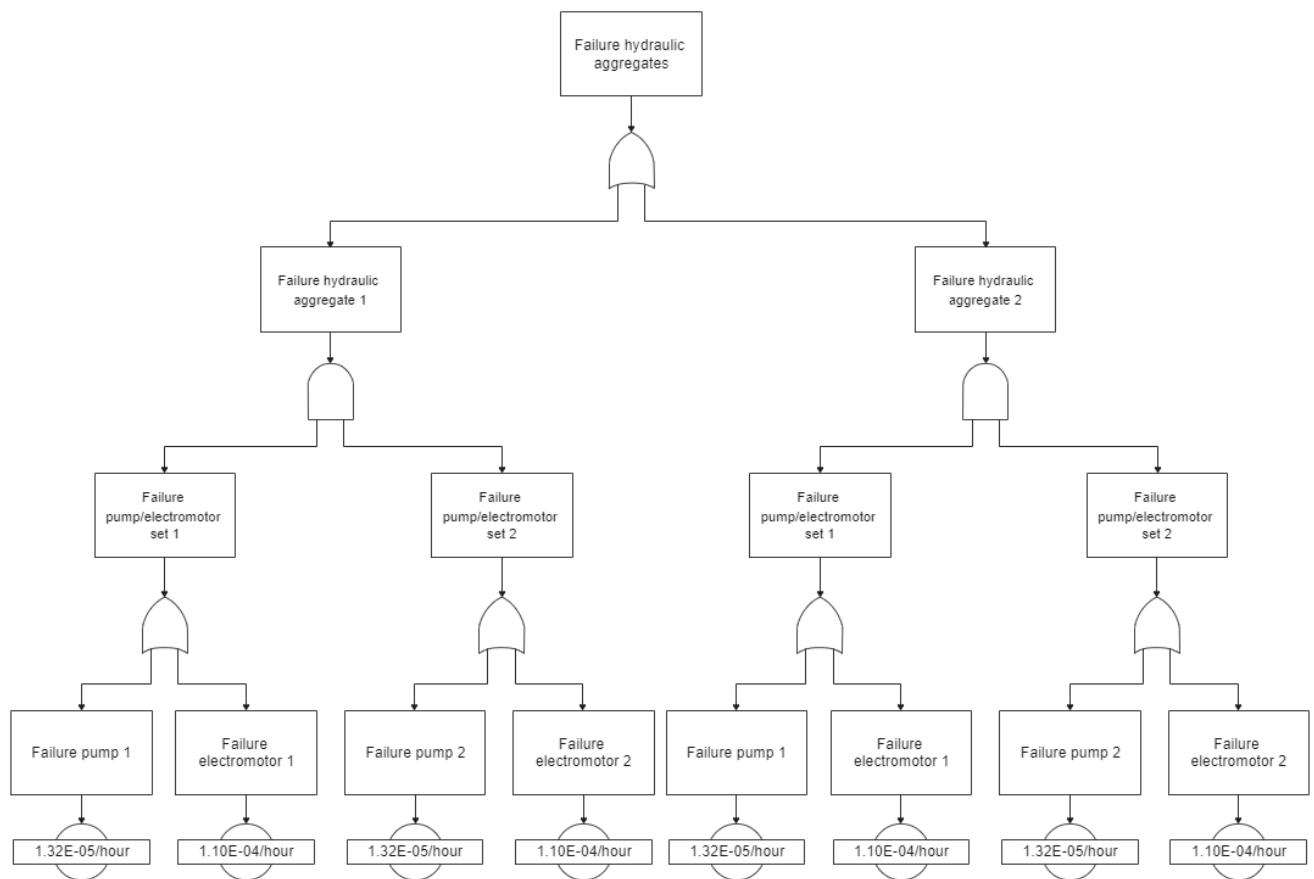 Failure hydraulic
aggregates
Failure hydraulic
aggregate 1
Failure hydraulic
aggregate 2
Failure
pump/electromotor
set 1
Failure
pump/electromotor
set 2
Failure
pump/electromotor
set 1
Failure
pump/electromotor
set 2
Failure pump 1
Failure
electromotor 1
Failure pump 2
Failure
electromotor 2
Failure pump 1
Failure
electromotor 1
Failure pump 2
Failure
electromotor 2
1.32E-05/hour
1.10E-04/hour
1.32E-05/hour
1.10E-04/hour
1.32E-05/hour
1.10E-04/hour
1.32E-05/hour
1.10E-04/hour